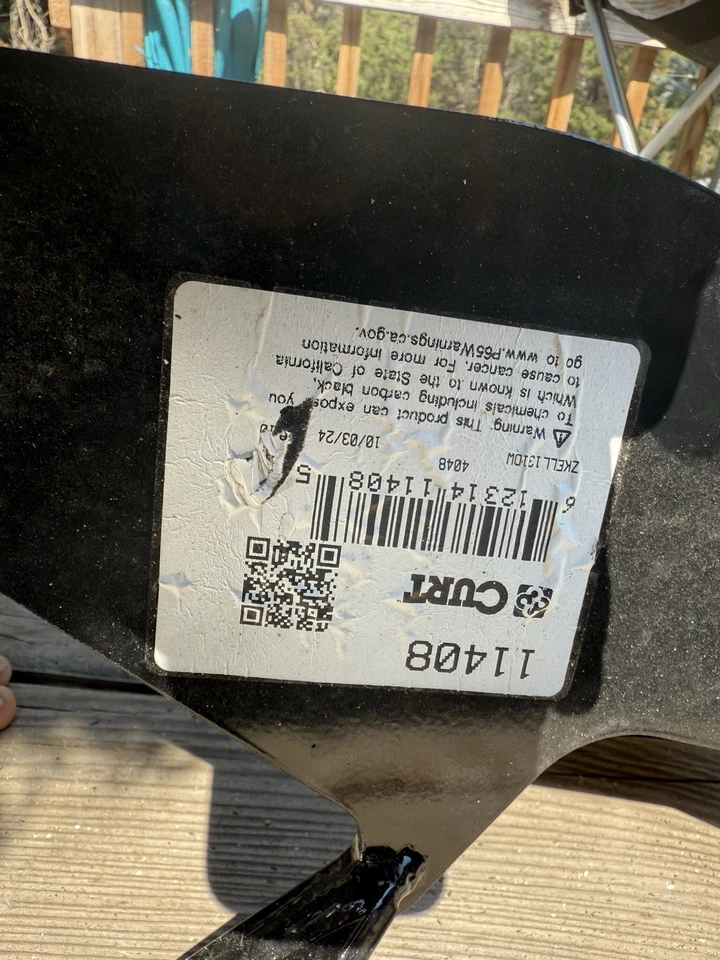 11408
CURT
6 12314 11408 5
ZKELL1310W 4048 10/03/24
Warning: This product can expose you
To chemicals including carbon black,
Which is known to the State of California
to cause cancer. For more information
go to www.P65Warnings.ca.gov.